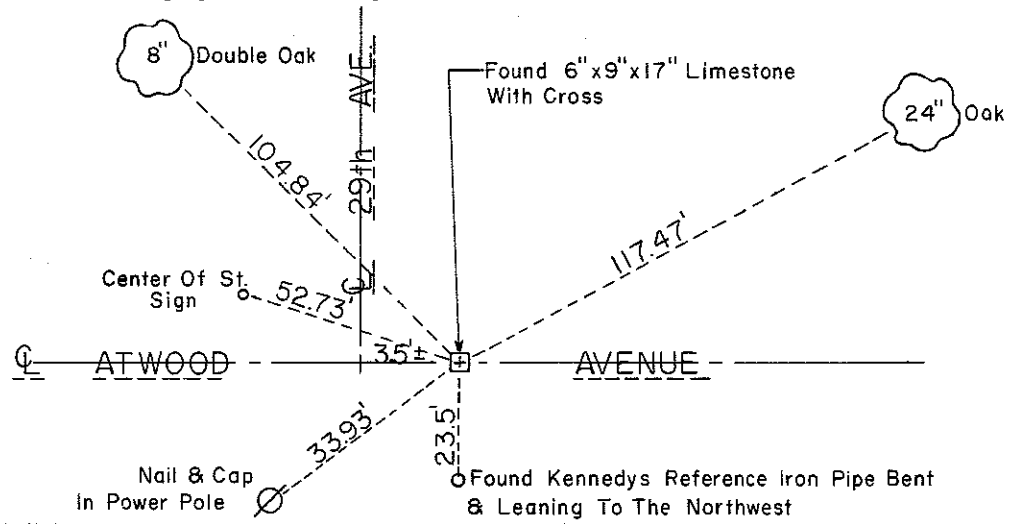 8" Double Oak
29th AVE.
℄
Found 6"x9"x17" Limestone
With Cross
24" Oak
104.84'
117.47'
Center Of St.
Sign
52.73'
3.5'±
℄ ATWOOD AVENUE
33.93'
23.5'
Nail & Cap
In Power Pole
Found Kennedys Reference Iron Pipe Bent
& Leaning To The Northwest